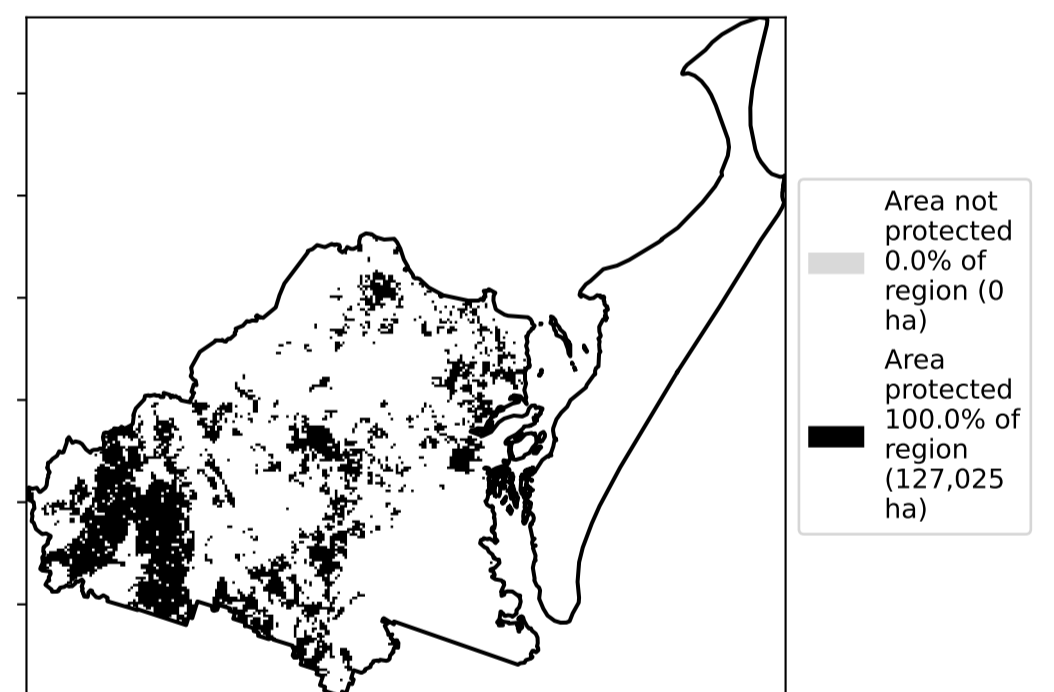 Area not
protected
0.0% of
region (0
ha)
Area
protected
100.0% of
region
(127,025
ha)